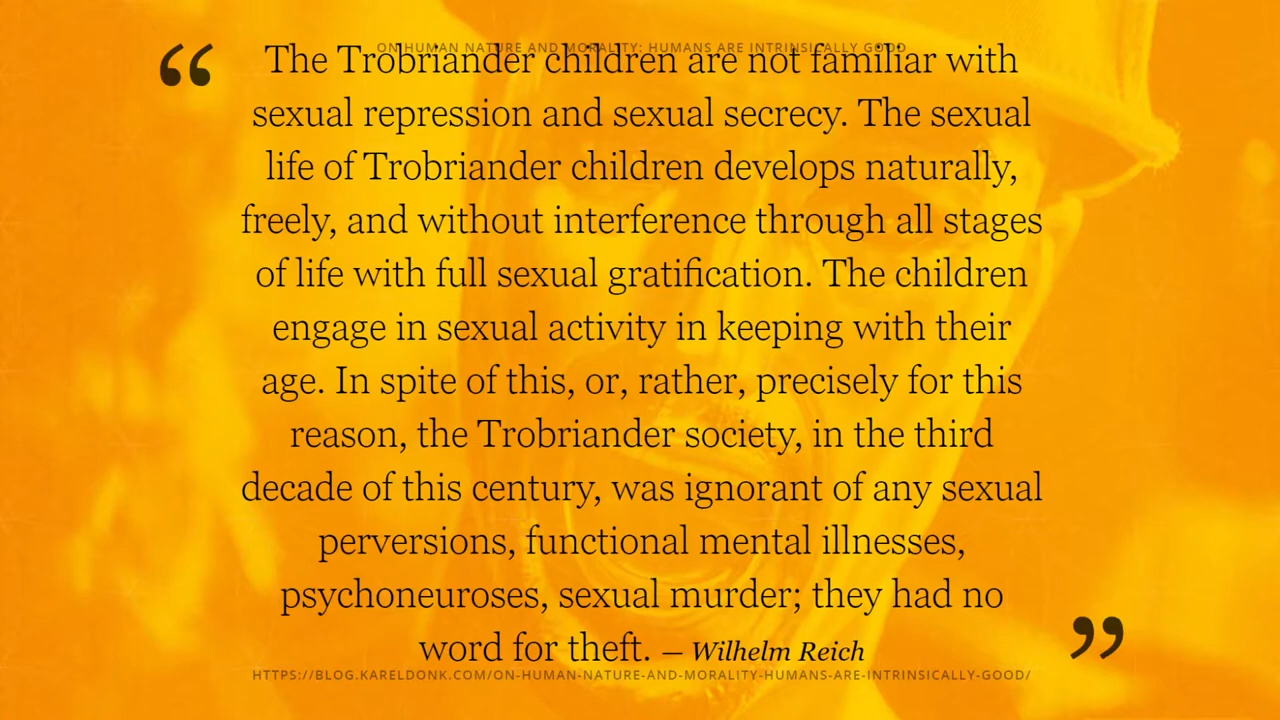 ON HUMAN NATURE AND MORALITY: HUMANS ARE INTRINSICALLY GOOD
“ The Trobriander children are not familiar with
sexual repression and sexual secrecy. The sexual
life of Trobriander children develops naturally,
freely, and without interference through all stages
of life with full sexual gratification. The children
engage in sexual activity in keeping with their
age. In spite of this, or, rather, precisely for this
reason, the Trobriander society, in the third
decade of this century, was ignorant of any sexual
perversions, functional mental illnesses,
psychoneuroses, sexual murder; they had no
word for theft. — Wilhelm Reich ”
HTTPS://BLOG.KARELDONK.COM/ON-HUMAN-NATURE-AND-MORALITY-HUMANS-ARE-INTRINSICALLY-GOOD/